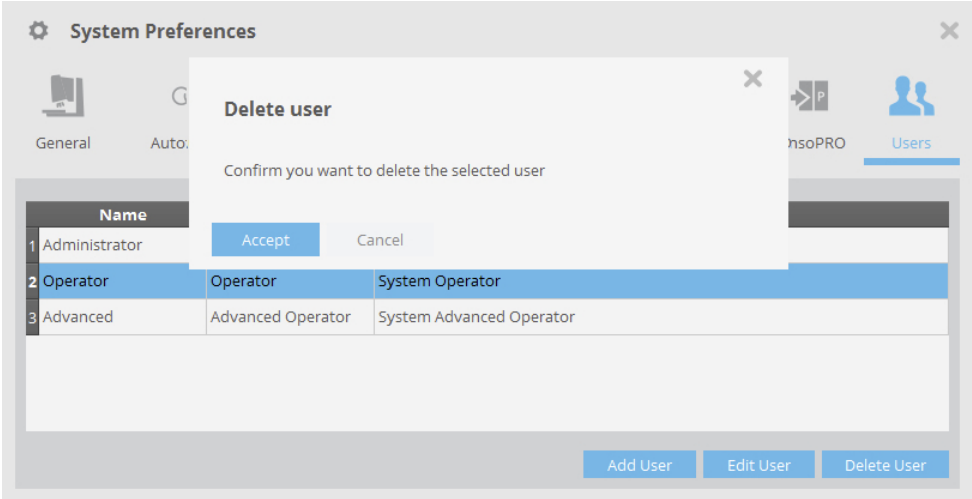 System Preferences
General
Users
Delete user
Confirm you want to delete the selected user
Accept Cancel
Name
1 Administrator
2 Operator Operator System Operator
3 Advanced Advanced Operator System Advanced Operator
Add User Edit User Delete User